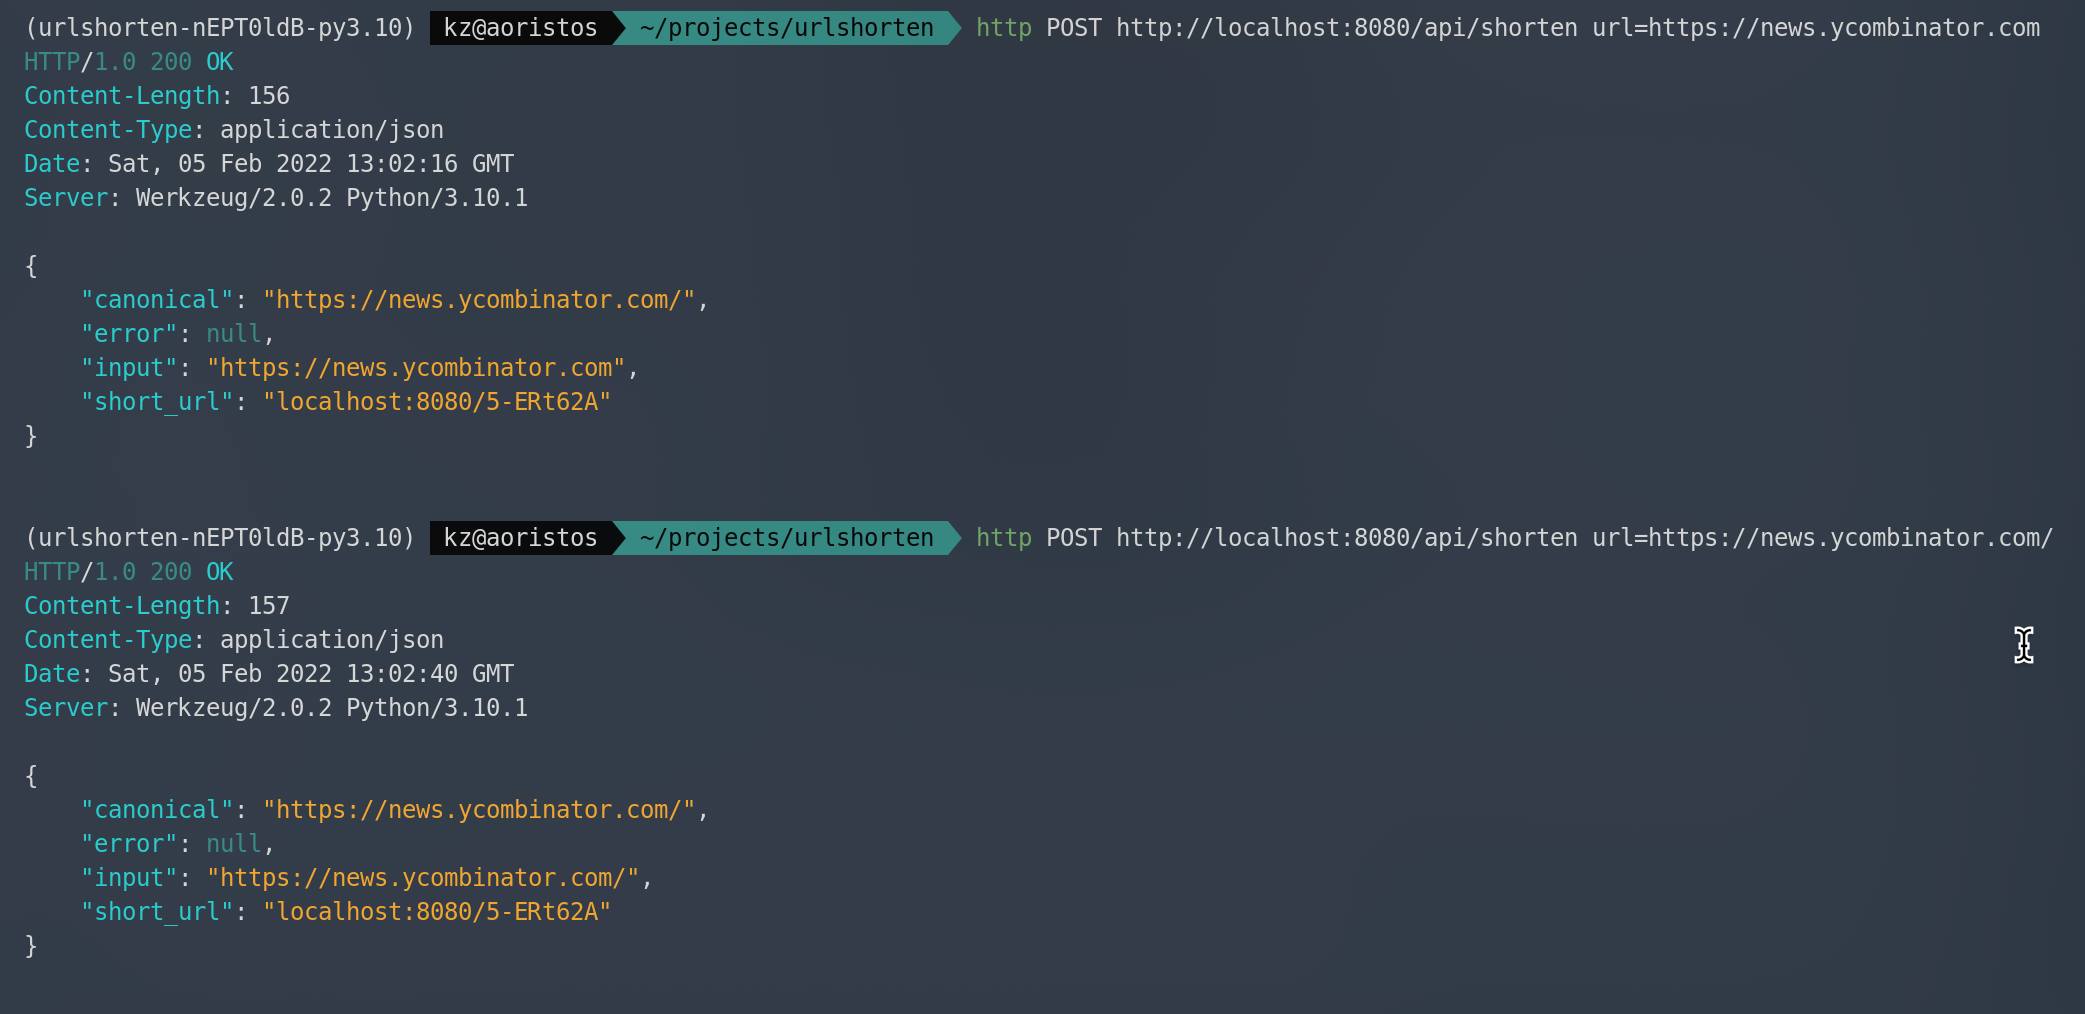 (urlshorten-nEPT0ldB-py3.10) kz@aoristos ~/projects/urlshorten http POST http://localhost:8080/api/shorten url=https://news.ycombinator.com
HTTP/1.0 200 OK
Content-Length: 156
Content-Type: application/json
Date: Sat, 05 Feb 2022 13:02:16 GMT
Server: Werkzeug/2.0.2 Python/3.10.1
{
    "canonical": "https://news.ycombinator.com/",
    "error": null,
    "input": "https://news.ycombinator.com",
    "short_url": "localhost:8080/5-ERt62A"
}
(urlshorten-nEPT0ldB-py3.10) kz@aoristos ~/projects/urlshorten http POST http://localhost:8080/api/shorten url=https://news.ycombinator.com/
HTTP/1.0 200 OK
Content-Length: 157
Content-Type: application/json
Date: Sat, 05 Feb 2022 13:02:40 GMT
Server: Werkzeug/2.0.2 Python/3.10.1
{
    "canonical": "https://news.ycombinator.com/",
    "error": null,
    "input": "https://news.ycombinator.com/",
    "short_url": "localhost:8080/5-ERt62A"
}